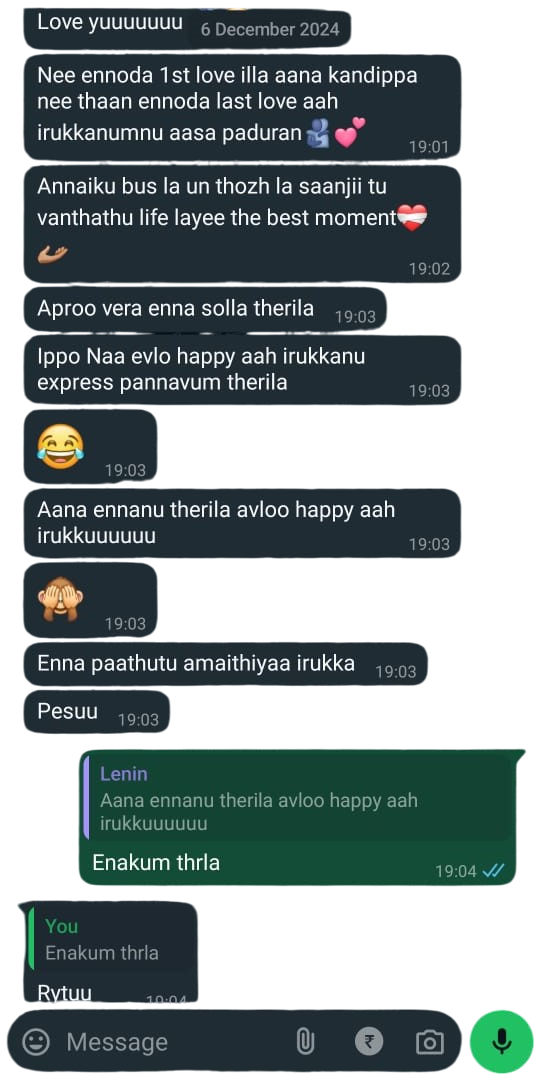 Love yuuuuuuu
6 December 2024
Nee ennoda 1st love illa aana kandippa
nee thaan ennoda last love aah
irukkanumnu aasa paduran🫂💕
19:01
Annaiku bus la un thozh la saanjii tu
vanthathu life layee the best moment❤️‍🩹
🫴🏽
19:02
Aproo vera enna solla therila
19:03
Ippo Naa evlo happy aah irukkanu
express pannavum therila
19:03
😂
19:03
Aana ennanu therila avloo happy aah
irukkuuuuuu
19:03
🙈
19:03
Enna paathutu amaithiyaa irukka
19:03
Pesuu
19:03
Lenin
Aana ennanu therila avloo happy aah
irukkuuuuuu
Enakum thrla
19:04
You
Enakum thrla
Rytuu
19:04
Message
₹